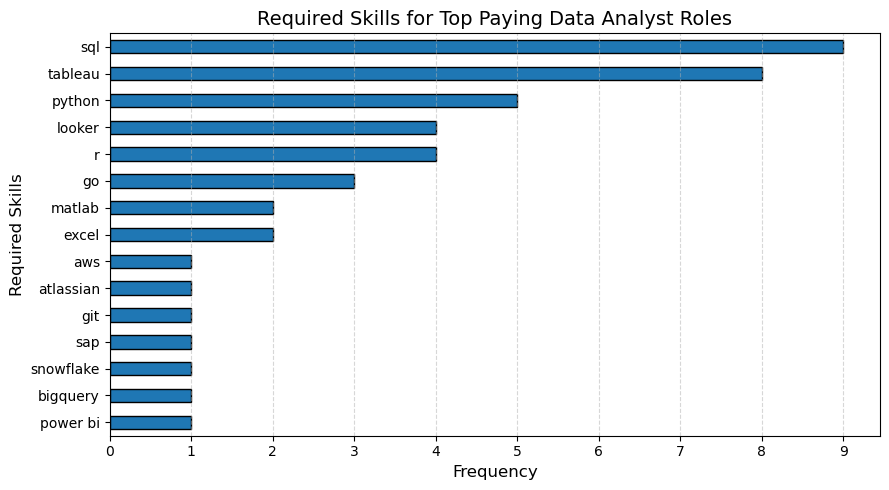 Required Skills for Top Paying Data Analyst Roles
Required Skills
sql
tableau
python
looker
r
go
matlab
excel
aws
atlassian
git
sap
snowflake
bigquery
power bi
0 1 2 3 4 5 6 7 8 9
Frequency